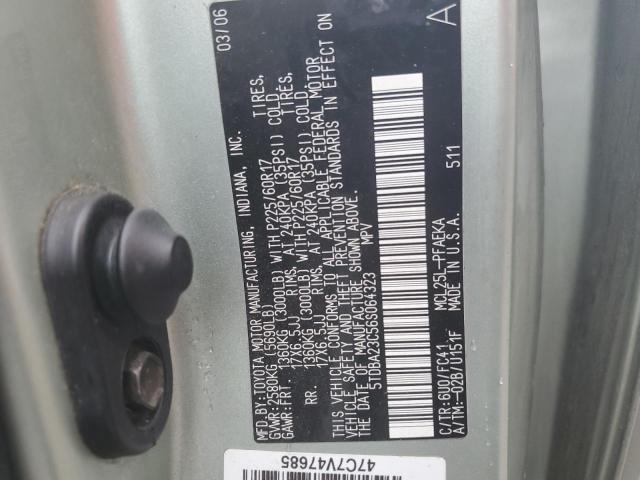 03/06
A
MFD.BY:TOYOTA MOTOR MANUFACTURING, INDIANA, INC.
GVWR:2580KG (5690LB)
GAWR:FRT. 1360KG (3000LB) WITH P225/60R17 TIRES,
17X6.5JJ RIMS, AT 240KPA (35PSI) COLD.
RR. 1360KG (3000LB) WITH P225/60R17 TIRES,
17X6.5JJ RIMS, AT 240KPA (35PSI) COLD.
THIS VEHICLE CONFORMS TO ALL APPLICABLE FEDERAL MOTOR
VEHICLE SAFETY AND THEFT PREVENTION STANDARDS IN EFFECT ON
THE DATE OF MANUFACTURE SHOWN ABOVE.
5TDBA23C56S064323 MPV
C/TR:6U0/FC41 MCL25L-PFAEKA
A/TM:-02B/U151F MADE IN U.S.A. 511
47C7V47685